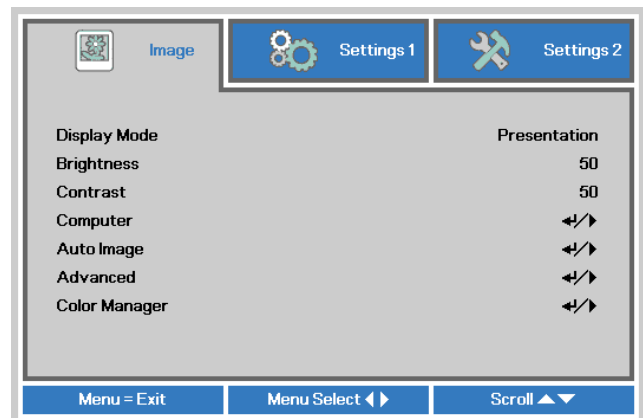 Image Settings 1 Settings 2
Display Mode Presentation
Brightness 50
Contrast 50
Computer ↵/▶
Auto Image ↵/▶
Advanced ↵/▶
Color Manager ↵/▶
Menu = Exit Menu Select ◀▶ Scroll ▲▼